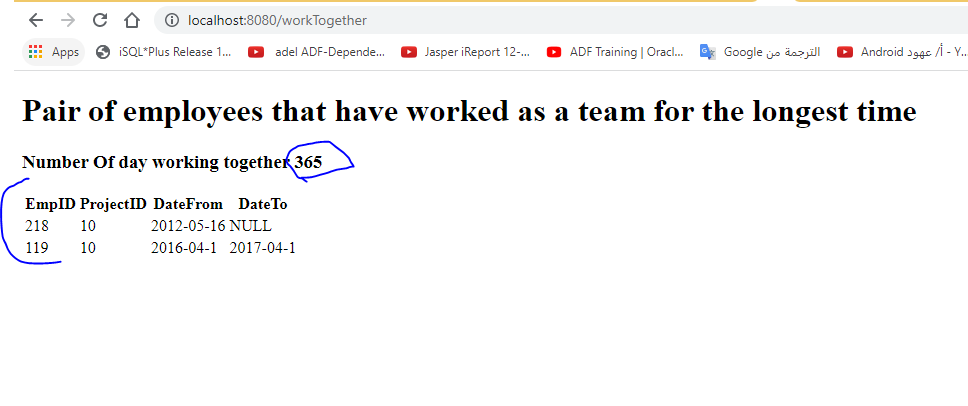 localhost:8080/workTogether
Apps iSQL*Plus Release 1... adel ADF-Depende... Jasper iReport 12-... ADF Training | Oracl... Google الترجمة من Android أ/ عهود - Y...
Pair of employees that have worked as a team for the longest time
Number Of day working together 365
EmpID ProjectID DateFrom DateTo
218 10 2012-05-16 NULL
119 10 2016-04-1 2017-04-1